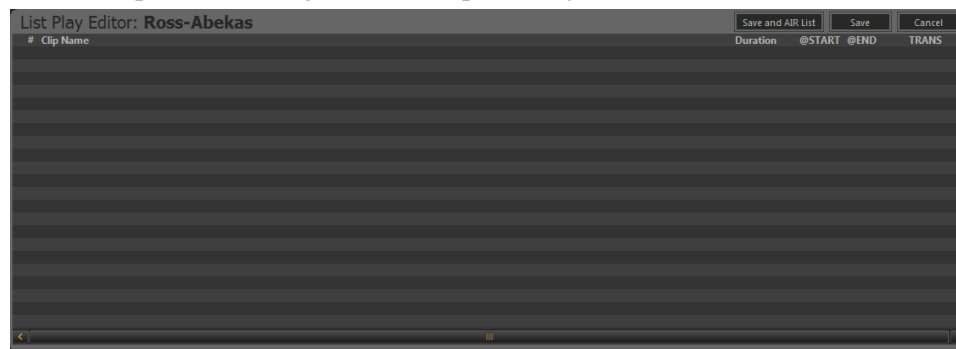 List Play Editor: Ross-Abekas
Save and AIR List Save Cancel
# Clip Name Duration @START @END TRANS